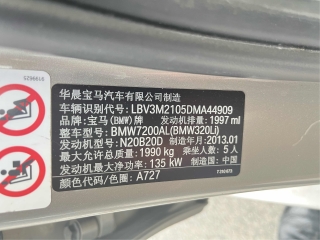 华晨宝马汽车有限公司制造
车辆识别代号: LBV3M2105DMA44909
品牌: 宝马(BMW)牌 发动机排量: 1997 ml
整车型号: BMW7200AL(BMW320Li)
发动机型号: N20B20D 制造年月: 2013.01
最大允许总质量: 1990 kg 乘坐人数: 5 人
发动机最大净功率: 135 kW 制造国: 中国
颜色代码/色圈: A727